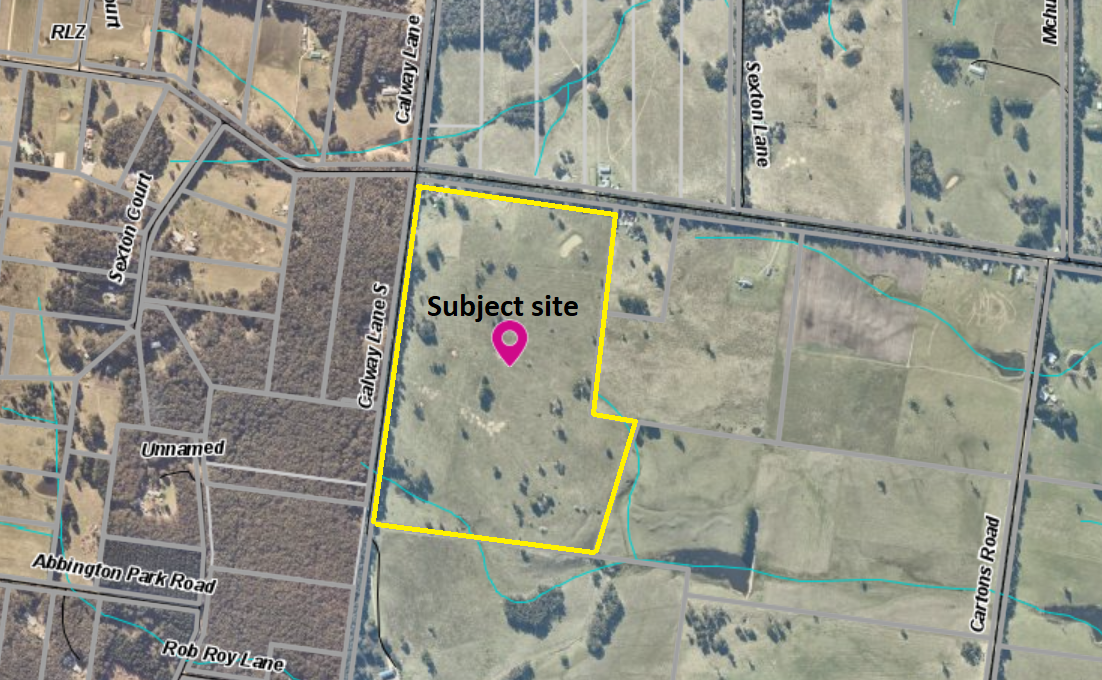 RLZ
Calway Lane
Sexton Lane
Sexton Court
Subject site
Calway Lane S
Unnamed
Abbington Park Road
Cartons Road
Rob Roy Lane